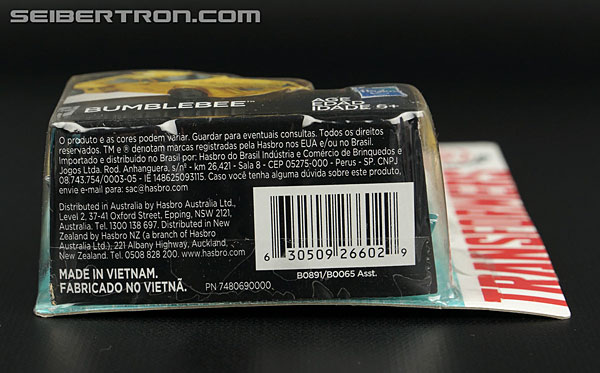 SEIBERTRON.COM
BUMBLEBEE™
IDADE 5+
O produto e as cores podem variar. Guardar para eventuais consultas. Todos os direitos
reservados. TM e ® denotam marcas registradas pela Hasbro nos EUA e/ou no Brasil.
Importado e distribuido no Brasil por: Hasbro do Brasil Indústria e Comércio de Brinquedos e
Jogos Ltda. Rod. Anhanguera, s/nº - km 26,421 - Sala 8 - CEP 05275-000 - Perus - SP. CNPJ
08.743.754/0003-05 - IE 148625093115. Caso você tenha alguma dúvida sobre este produto,
envie e-mail para: sac@hasbro.com
Distributed in Australia by Hasbro Australia Ltd.,
Level 2, 37-41 Oxford Street, Epping, NSW 2121,
Australia. Tel. 1300 138 697. Distributed in New
Zealand by Hasbro NZ (a branch of Hasbro
Australia Ltd.); 221 Albany Highway, Auckland,
New Zealand. Tel. 0508 828 200. www.hasbro.com
MADE IN VIETNAM.
FABRICADO NO VIETNÃ.
PN 7480690000
6 30509 26602 9
B0891/B0065 Asst.
TRANSFORMERS